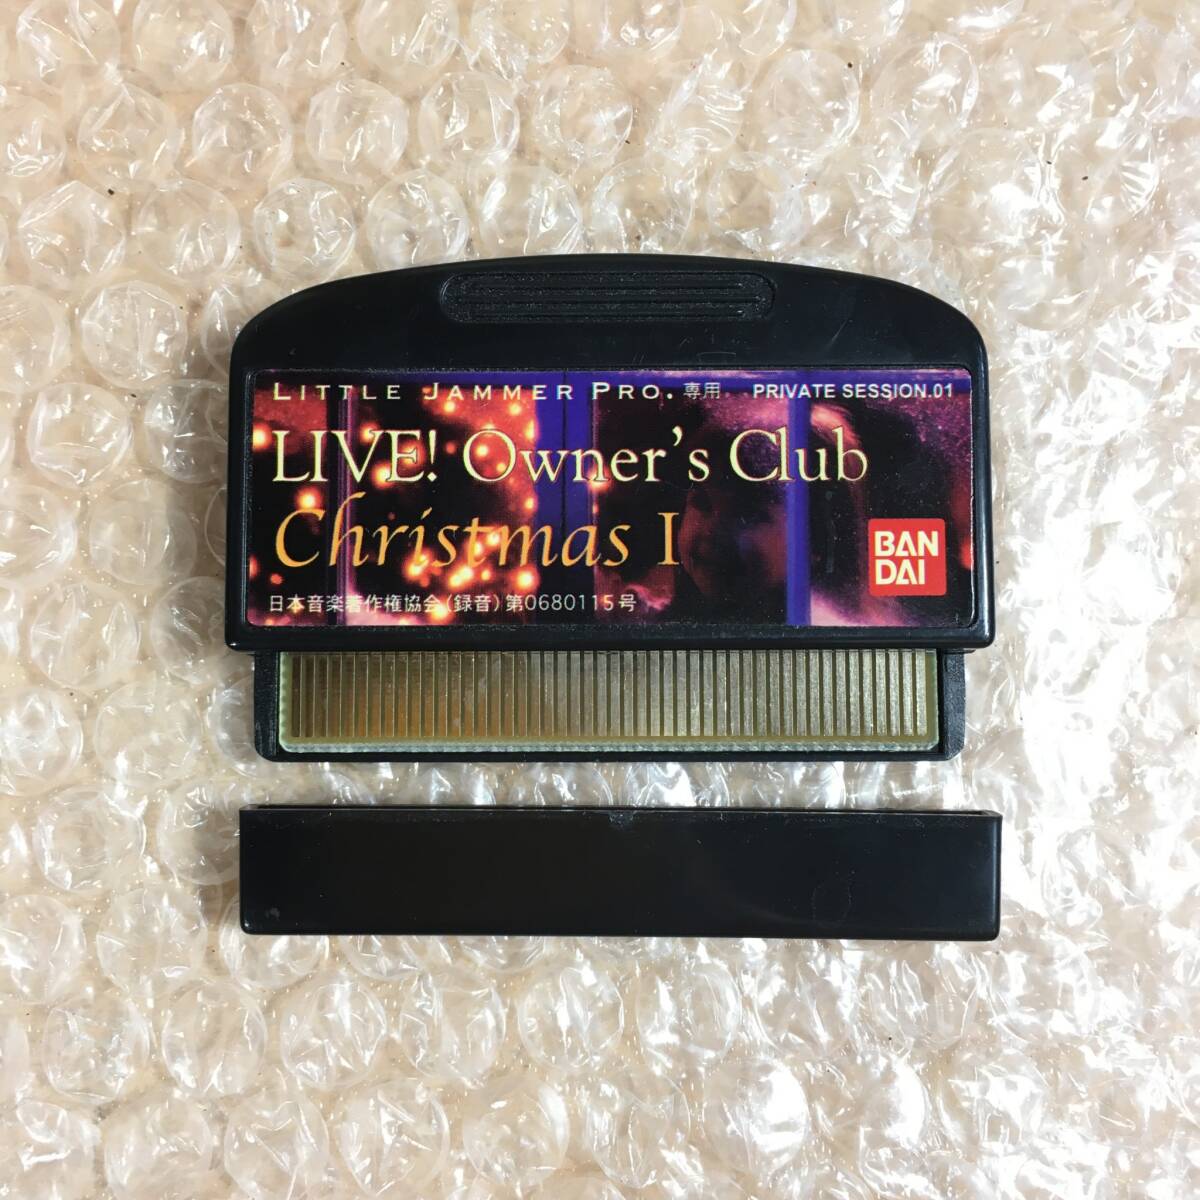 LITTLE JAMMER PRO. 専用 PRIVATE SESSION.01
LIVE! Owner's Club
Christmas I
BAN
DAI
日本音楽著作権協会(録音)第0680115号